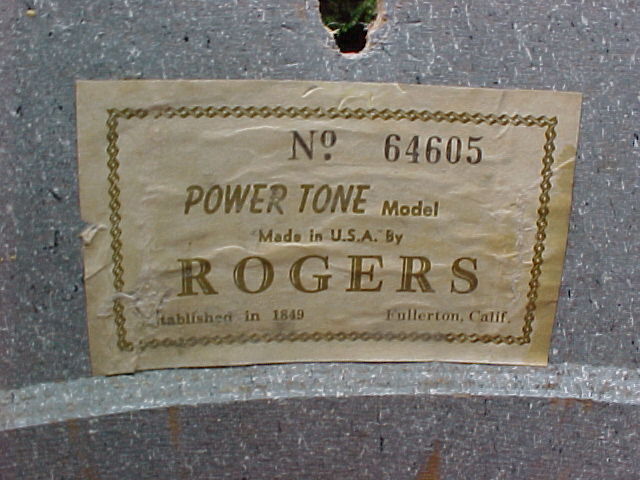 Nº 64605
POWER TONE Model
Made in U.S.A. By
ROGERS
tablished in 1849 Fullerton, Calif.